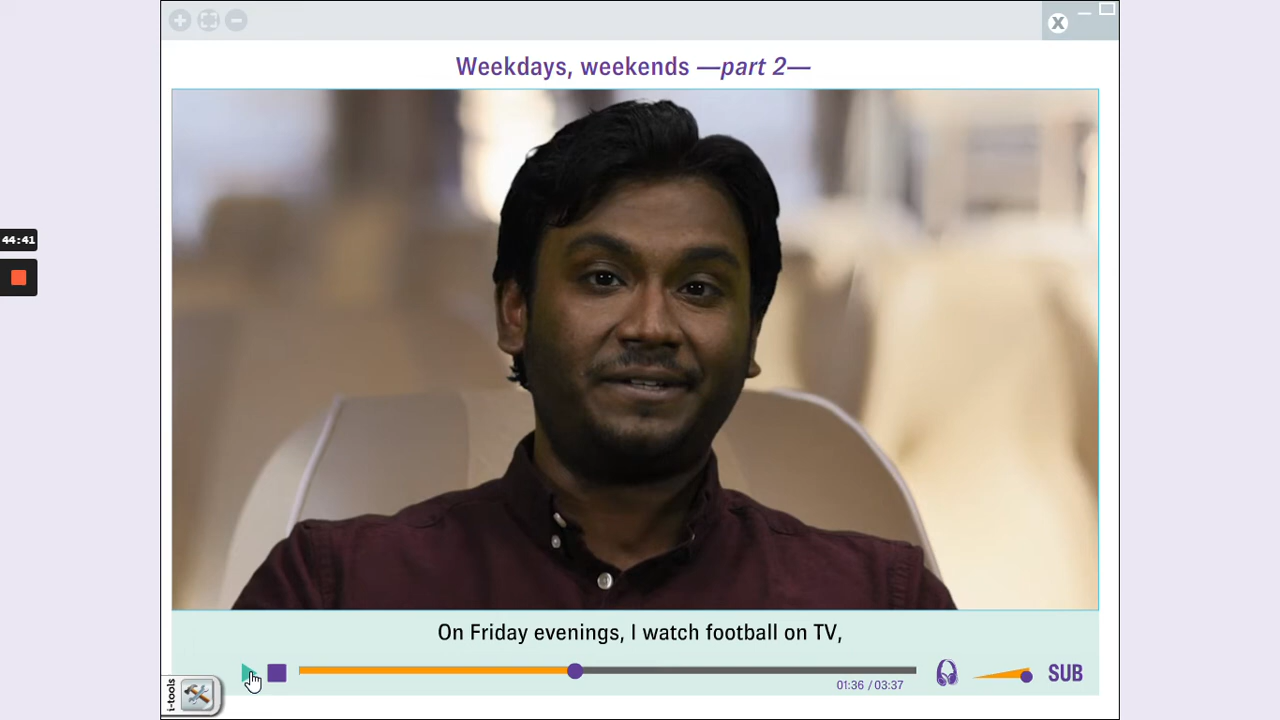 Weekdays, weekends —part 2—
44:41
On Friday evenings, I watch football on TV,
01:36 / 03:37
SUB
i-tools